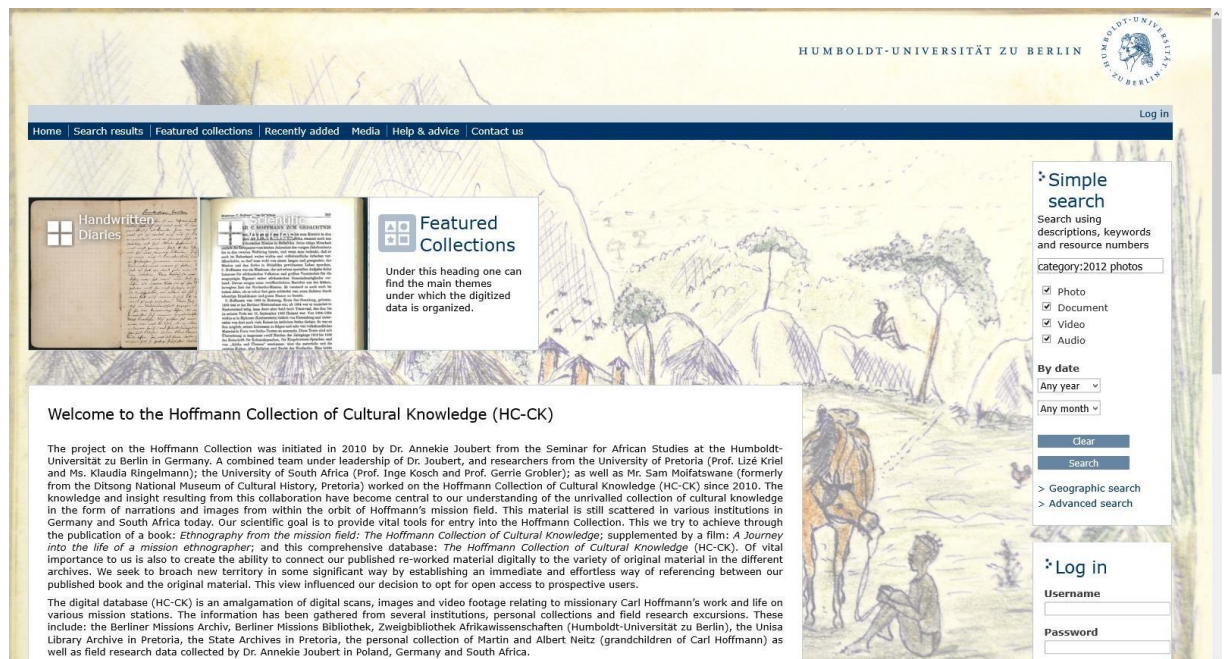 HUMBOLDT-UNIVERSITÄT ZU BERLIN
HUMBOLDT-UNIVERSITÄT ZU BERLIN
Log in
Home Search results Featured collections Recently added Media Help & advice Contact us
Handwritten
Diaries
Scientific
Featured
Collections
Under this heading one can
find the main themes
under which the digitized
data is organized.
Simple
search
Search using
descriptions, keywords
and resource numbers
category:2012 photos
Photo
Document
Video
Audio
By date
Any year
Any month
Clear
Search
> Geographic search
> Advanced search
Log in
Username
Password
Welcome to the Hoffmann Collection of Cultural Knowledge (HC-CK)
The project on the Hoffmann Collection was initiated in 2010 by Dr. Annekie Joubert from the Seminar for African Studies at the Humboldt-
Universität zu Berlin in Germany. A combined team under leadership of Dr. Joubert, and researchers from the University of Pretoria (Prof. Lizé Kriel
and Ms. Klaudia Ringelmann); the University of South Africa (Prof. Inge Kosch and Prof. Gerrie Grobler); as well as Mr. Sam Moifatswane (formerly
from the Ditsong National Museum of Cultural History, Pretoria) worked on the Hoffmann Collection of Cultural Knowledge (HC-CK) since 2010. The
knowledge and insight resulting from this collaboration have become central to our understanding of the unrivalled collection of cultural knowledge
in the form of narrations and images from within the orbit of Hoffmann's mission field. This material is still scattered in various institutions in
Germany and South Africa today. Our scientific goal is to provide vital tools for entry into the Hoffmann Collection. This we try to achieve through
the publication of a book: Ethnography from the mission field: The Hoffmann Collection of Cultural Knowledge; supplemented by a film: A Journey
into the life of a mission ethnographer; and this comprehensive database: The Hoffmann Collection of Cultural Knowledge (HC-CK). Of vital
importance to us is also to create the ability to connect our published re-worked material digitally to the variety of original material in the different
archives. We seek to broach new territory in some significant way by establishing an immediate and effortless way of referencing between our
published book and the original material. This view influenced our decision to opt for open access to prospective users.
The digital database (HC-CK) is an amalgamation of digital scans, images and video footage relating to missionary Carl Hoffmann's work and life on
various mission stations. The information has been gathered from several institutions, personal collections and field research excursions. These
include: the Berliner Missions Archiv, Berliner Missions Bibliothek, Zweigbibliothek Afrikawissenschaften (Humboldt-Universität zu Berlin), the Unisa
Library Archive in Pretoria, the State Archives in Pretoria, the personal collection of Martin and Albert Neitz (grandchildren of Carl Hoffmann) as
well as field research data collected by Dr. Annekie Joubert in Poland, Germany and South Africa.